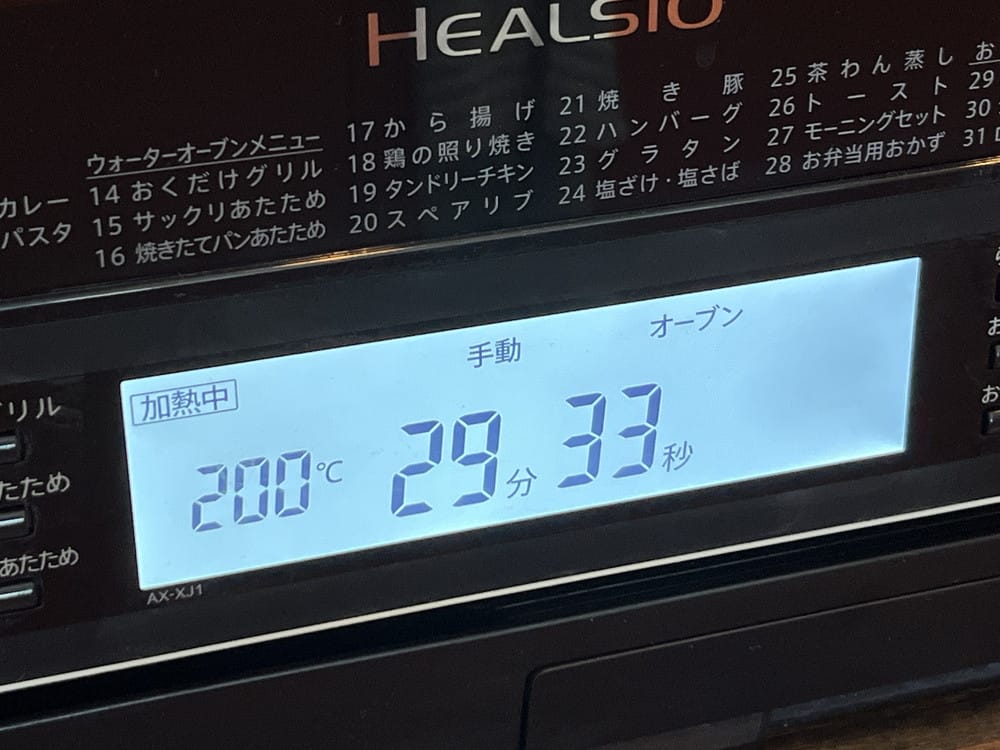 HEALSIO
カレー
パスタ
ウォーターオーブンメニュー
14 おくだけグリル
15 サックリあたため
16 焼きたてパンあたため
17 から揚げ
18 鶏の照り焼き
19 タンドリーチキン
20 スペアリブ
21 焼き豚
22 ハンバーグ
23 グラタン
24 塩ざけ・塩さば
25 茶わん蒸し
26 トースト
27 モーニングセット
28 お弁当用おかず
お
29
30
31
加熱中
手動
オーブン
200℃ 29分 33秒
AX-XJ1
リル
たため
あたため
お
お